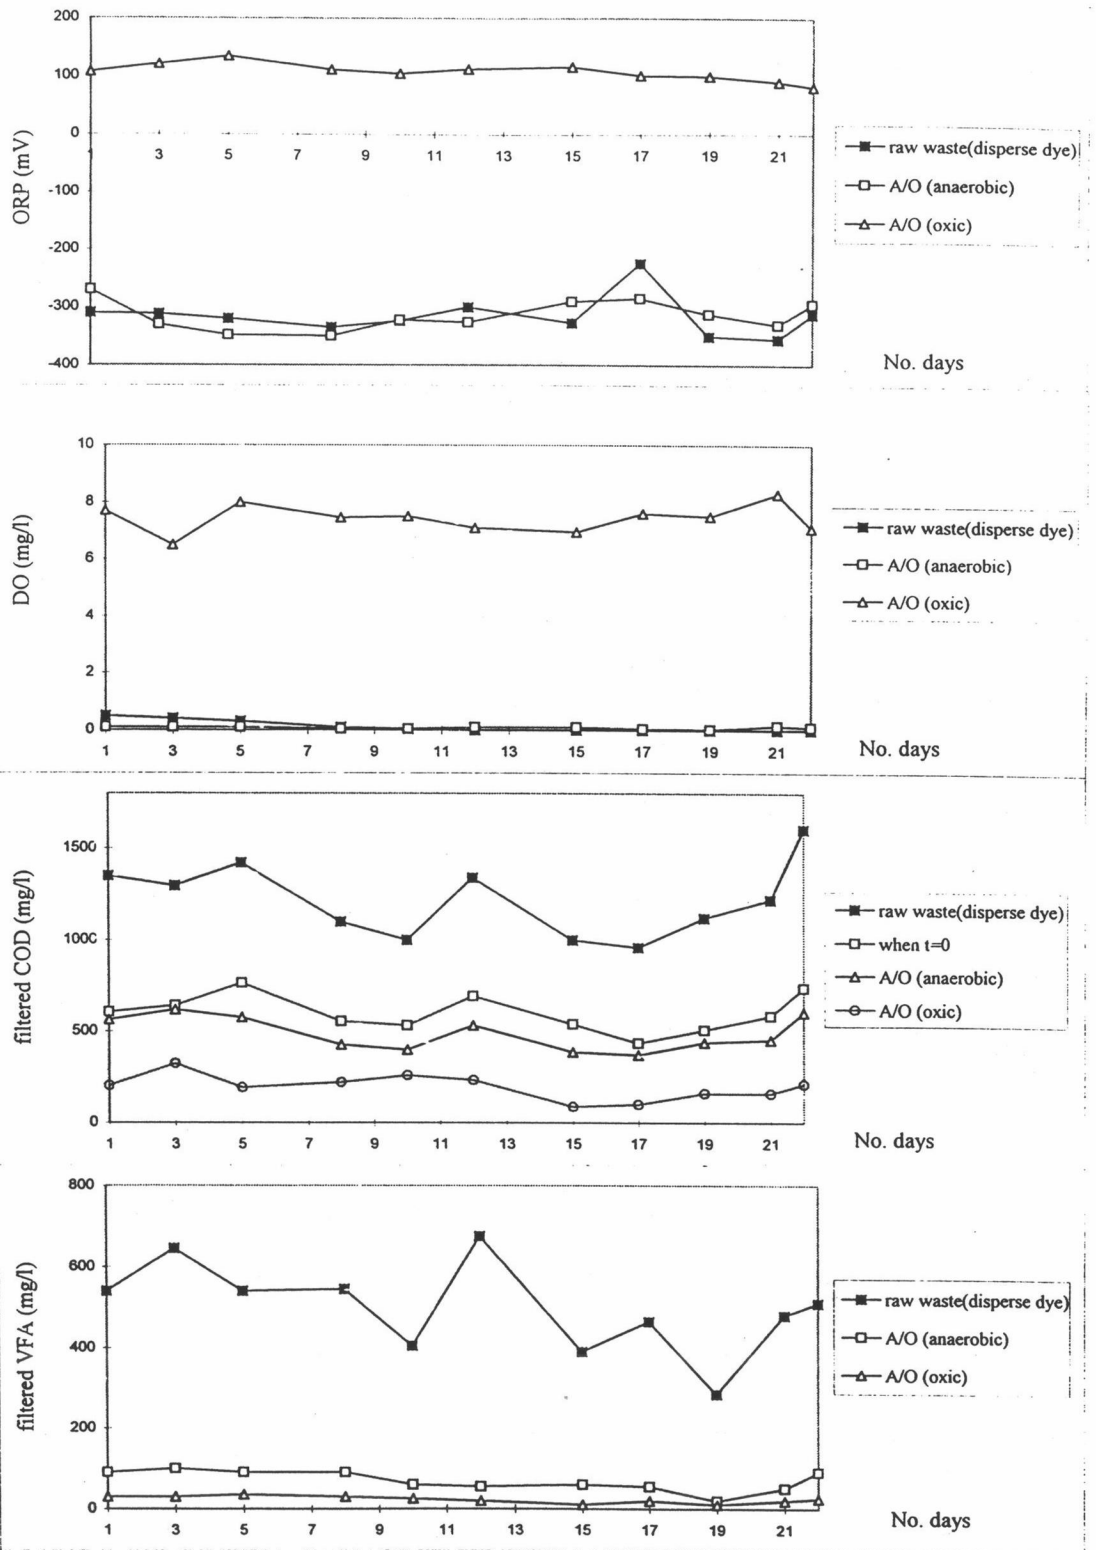 200
100
0
-100
-200
-300
-400
ORP (mV)
1 3 5 7 9 11 13 15 17 19 21
No. days
raw waste(disperse dye)
A/O (anaerobic)
A/O (oxic)
10
8
6
4
2
0
DO (mg/l)
1 3 5 7 9 11 13 15 17 19 21
No. days
raw waste(disperse dye)
A/O (anaerobic)
A/O (oxic)
1500
1000
500
0
filtered COD (mg/l)
1 3 5 7 9 11 13 15 17 19 21
No. days
raw waste(disperse dye)
when t=0
A/O (anaerobic)
A/O (oxic)
800
600
400
200
0
filtered VFA (mg/l)
1 3 5 7 9 11 13 15 17 19 21
No. days
raw waste(disperse dye)
A/O (anaerobic)
A/O (oxic)